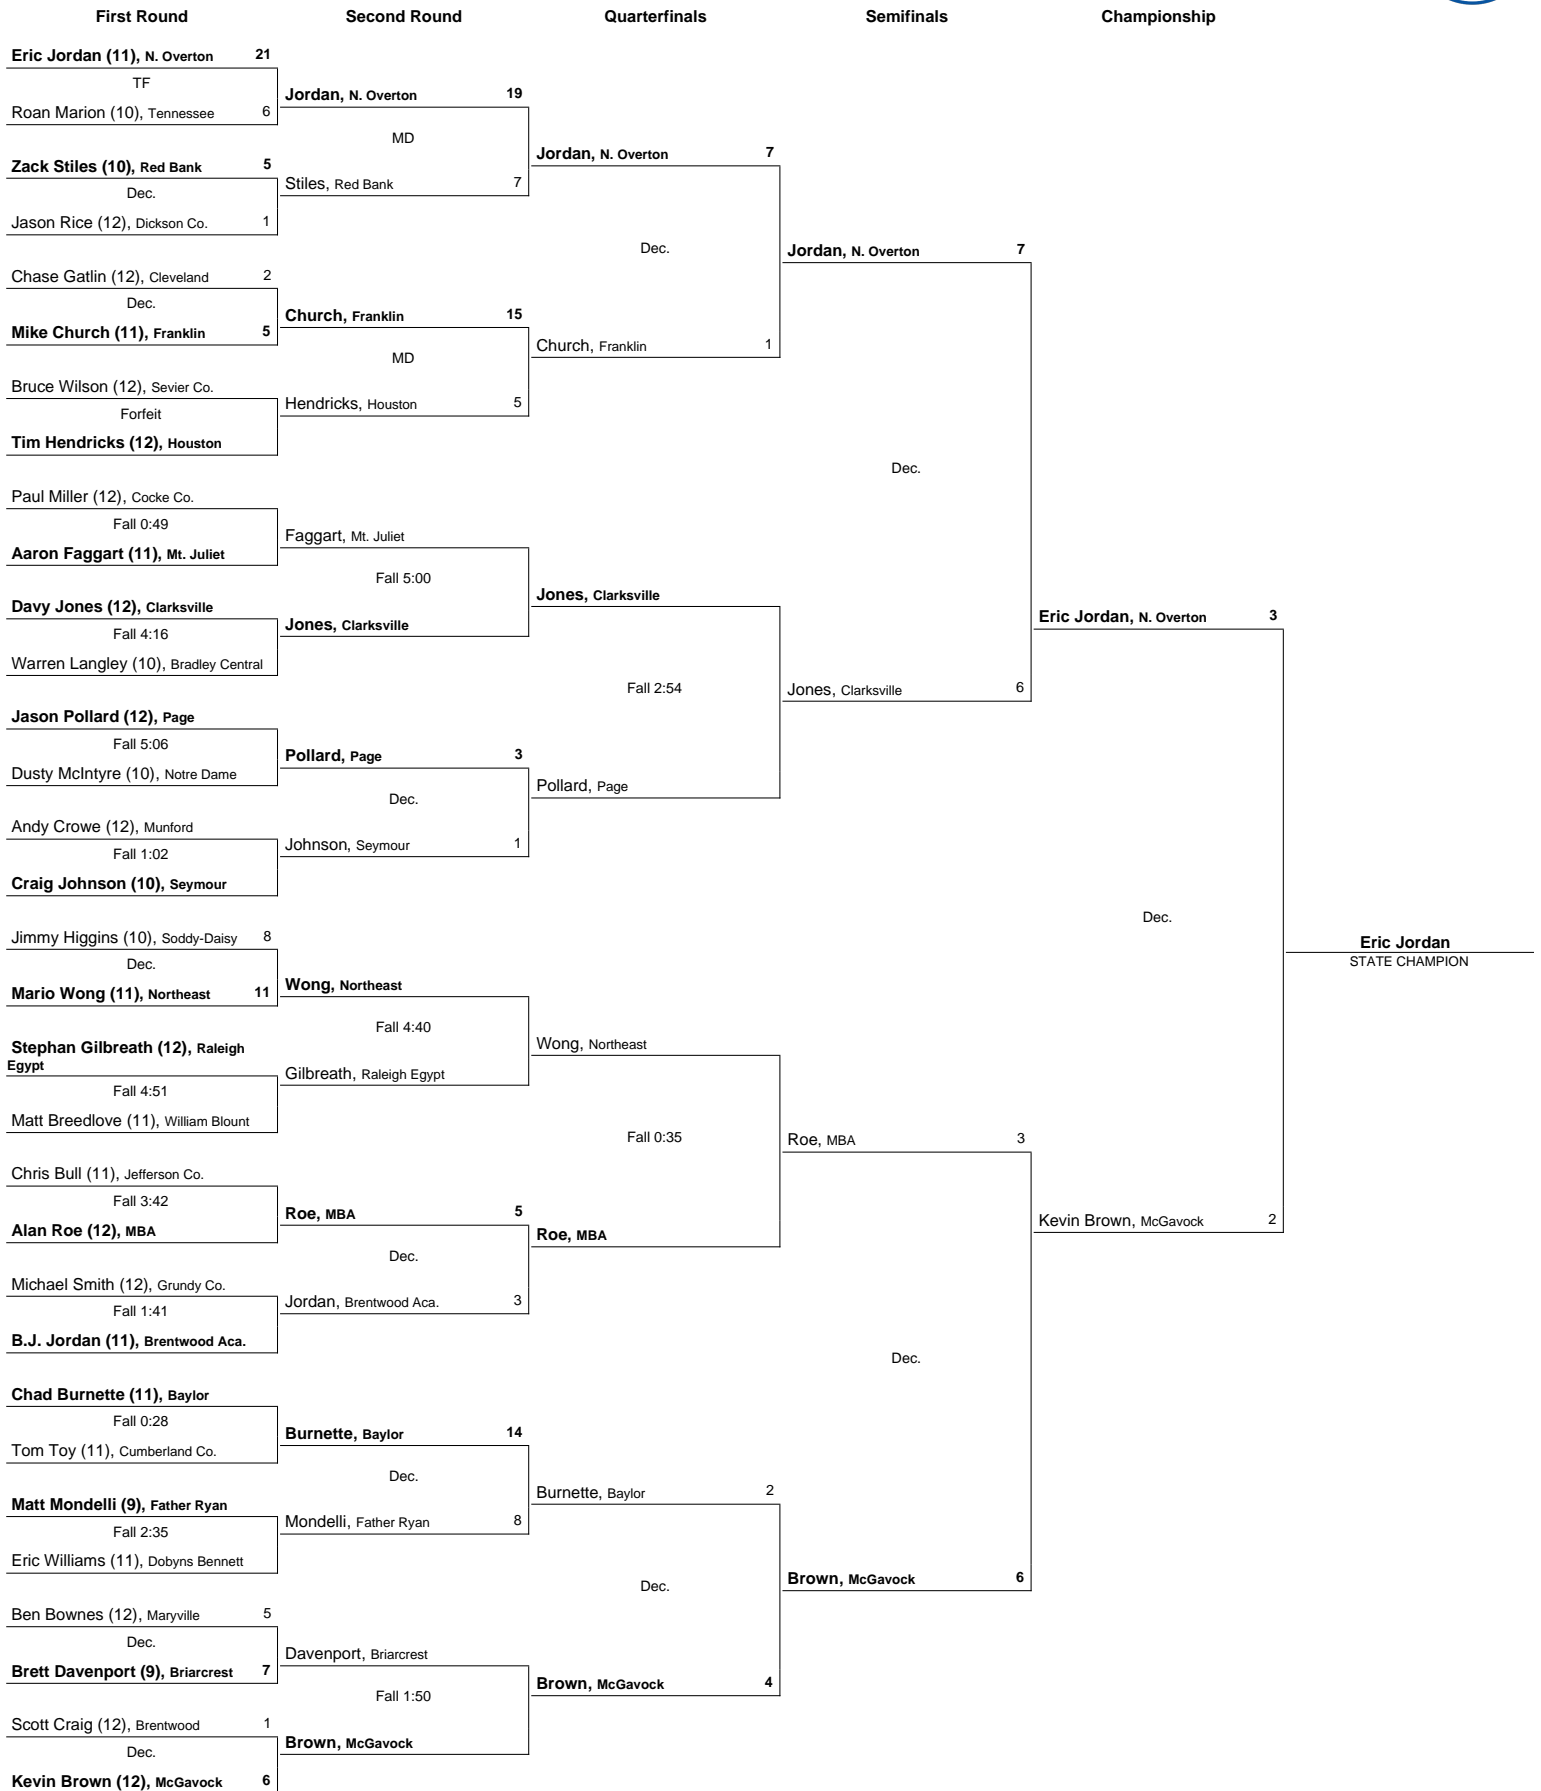 First Round
Second Round
Quarterfinals
Semifinals
Championship
Eric Jordan (11), N. Overton 21
TF
Roan Marion (10), Tennessee 6
Zack Stiles (10), Red Bank 5
Dec.
Jason Rice (12), Dickson Co. 1
Chase Gatlin (12), Cleveland 2
Dec.
Mike Church (11), Franklin 5
Bruce Wilson (12), Sevier Co.
Forfeit
Tim Hendricks (12), Houston
Paul Miller (12), Cocke Co.
Fall 0:49
Aaron Faggart (11), Mt. Juliet
Davy Jones (12), Clarksville
Fall 4:16
Warren Langley (10), Bradley Central
Jason Pollard (12), Page
Fall 5:06
Dusty McIntyre (10), Notre Dame
Andy Crowe (12), Munford
Fall 1:02
Craig Johnson (10), Seymour
Jimmy Higgins (10), Soddy-Daisy 8
Dec.
Mario Wong (11), Northeast 11
Stephan Gilbreath (12), Raleigh
Egypt
Fall 4:51
Matt Breedlove (11), William Blount
Chris Bull (11), Jefferson Co.
Fall 3:42
Alan Roe (12), MBA
Michael Smith (12), Grundy Co.
Fall 1:41
B.J. Jordan (11), Brentwood Aca.
Chad Burnette (11), Baylor
Fall 0:28
Tom Toy (11), Cumberland Co.
Matt Mondelli (9), Father Ryan
Fall 2:35
Eric Williams (11), Dobyns Bennett
Ben Bownes (12), Maryville 5
Dec.
Brett Davenport (9), Briarcrest 7
Scott Craig (12), Brentwood 1
Dec.
Kevin Brown (12), McGavock 6
Jordan, N. Overton 19
MD
Stiles, Red Bank 7
Church, Franklin 15
MD
Hendricks, Houston 5
Faggart, Mt. Juliet
Fall 5:00
Jones, Clarksville
Pollard, Page 3
Dec.
Johnson, Seymour 1
Wong, Northeast
Fall 4:40
Gilbreath, Raleigh Egypt
Roe, MBA 5
Dec.
Jordan, Brentwood Aca. 3
Burnette, Baylor 14
Dec.
Mondelli, Father Ryan 8
Davenport, Briarcrest
Fall 1:50
Brown, McGavock
Jordan, N. Overton 7
Dec.
Church, Franklin 1
Jones, Clarksville
Fall 2:54
Pollard, Page
Wong, Northeast
Fall 0:35
Roe, MBA
Burnette, Baylor 2
Dec.
Brown, McGavock 4
Jordan, N. Overton 7
Dec.
Jones, Clarksville 6
Roe, MBA 3
Dec.
Brown, McGavock 6
Eric Jordan, N. Overton 3
Dec.
Kevin Brown, McGavock 2
Eric Jordan
STATE CHAMPION